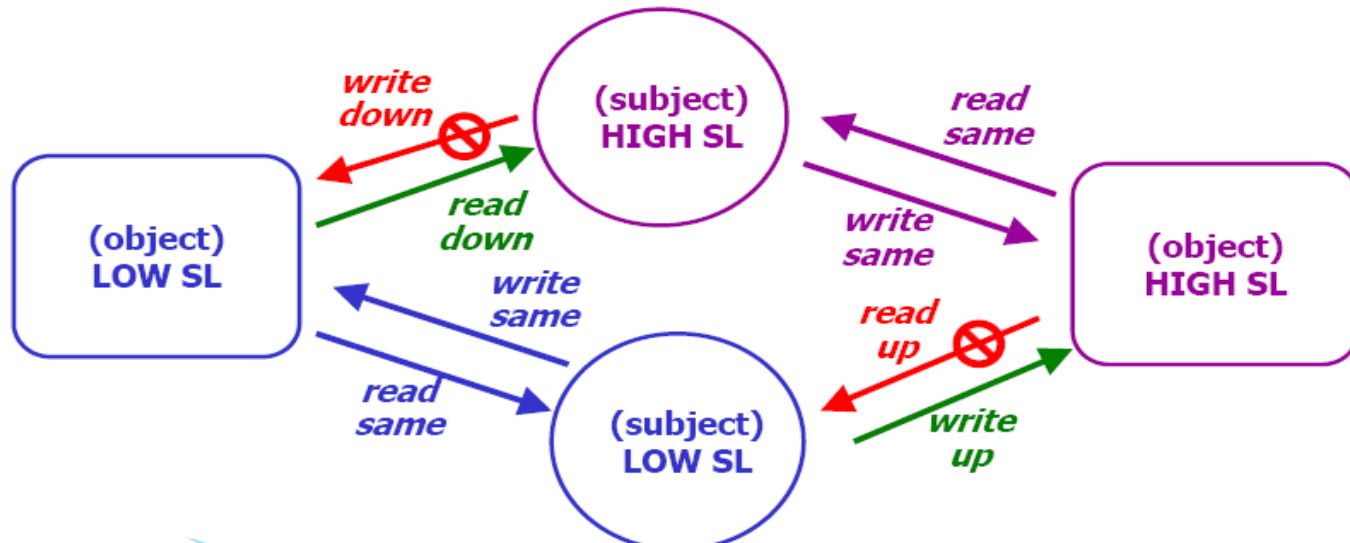 write
down
(subject)
HIGH SL
read
same
read
down
write
same
(object)
LOW SL
(object)
HIGH SL
write
same
read
up
read
same
(subject)
LOW SL
write
up